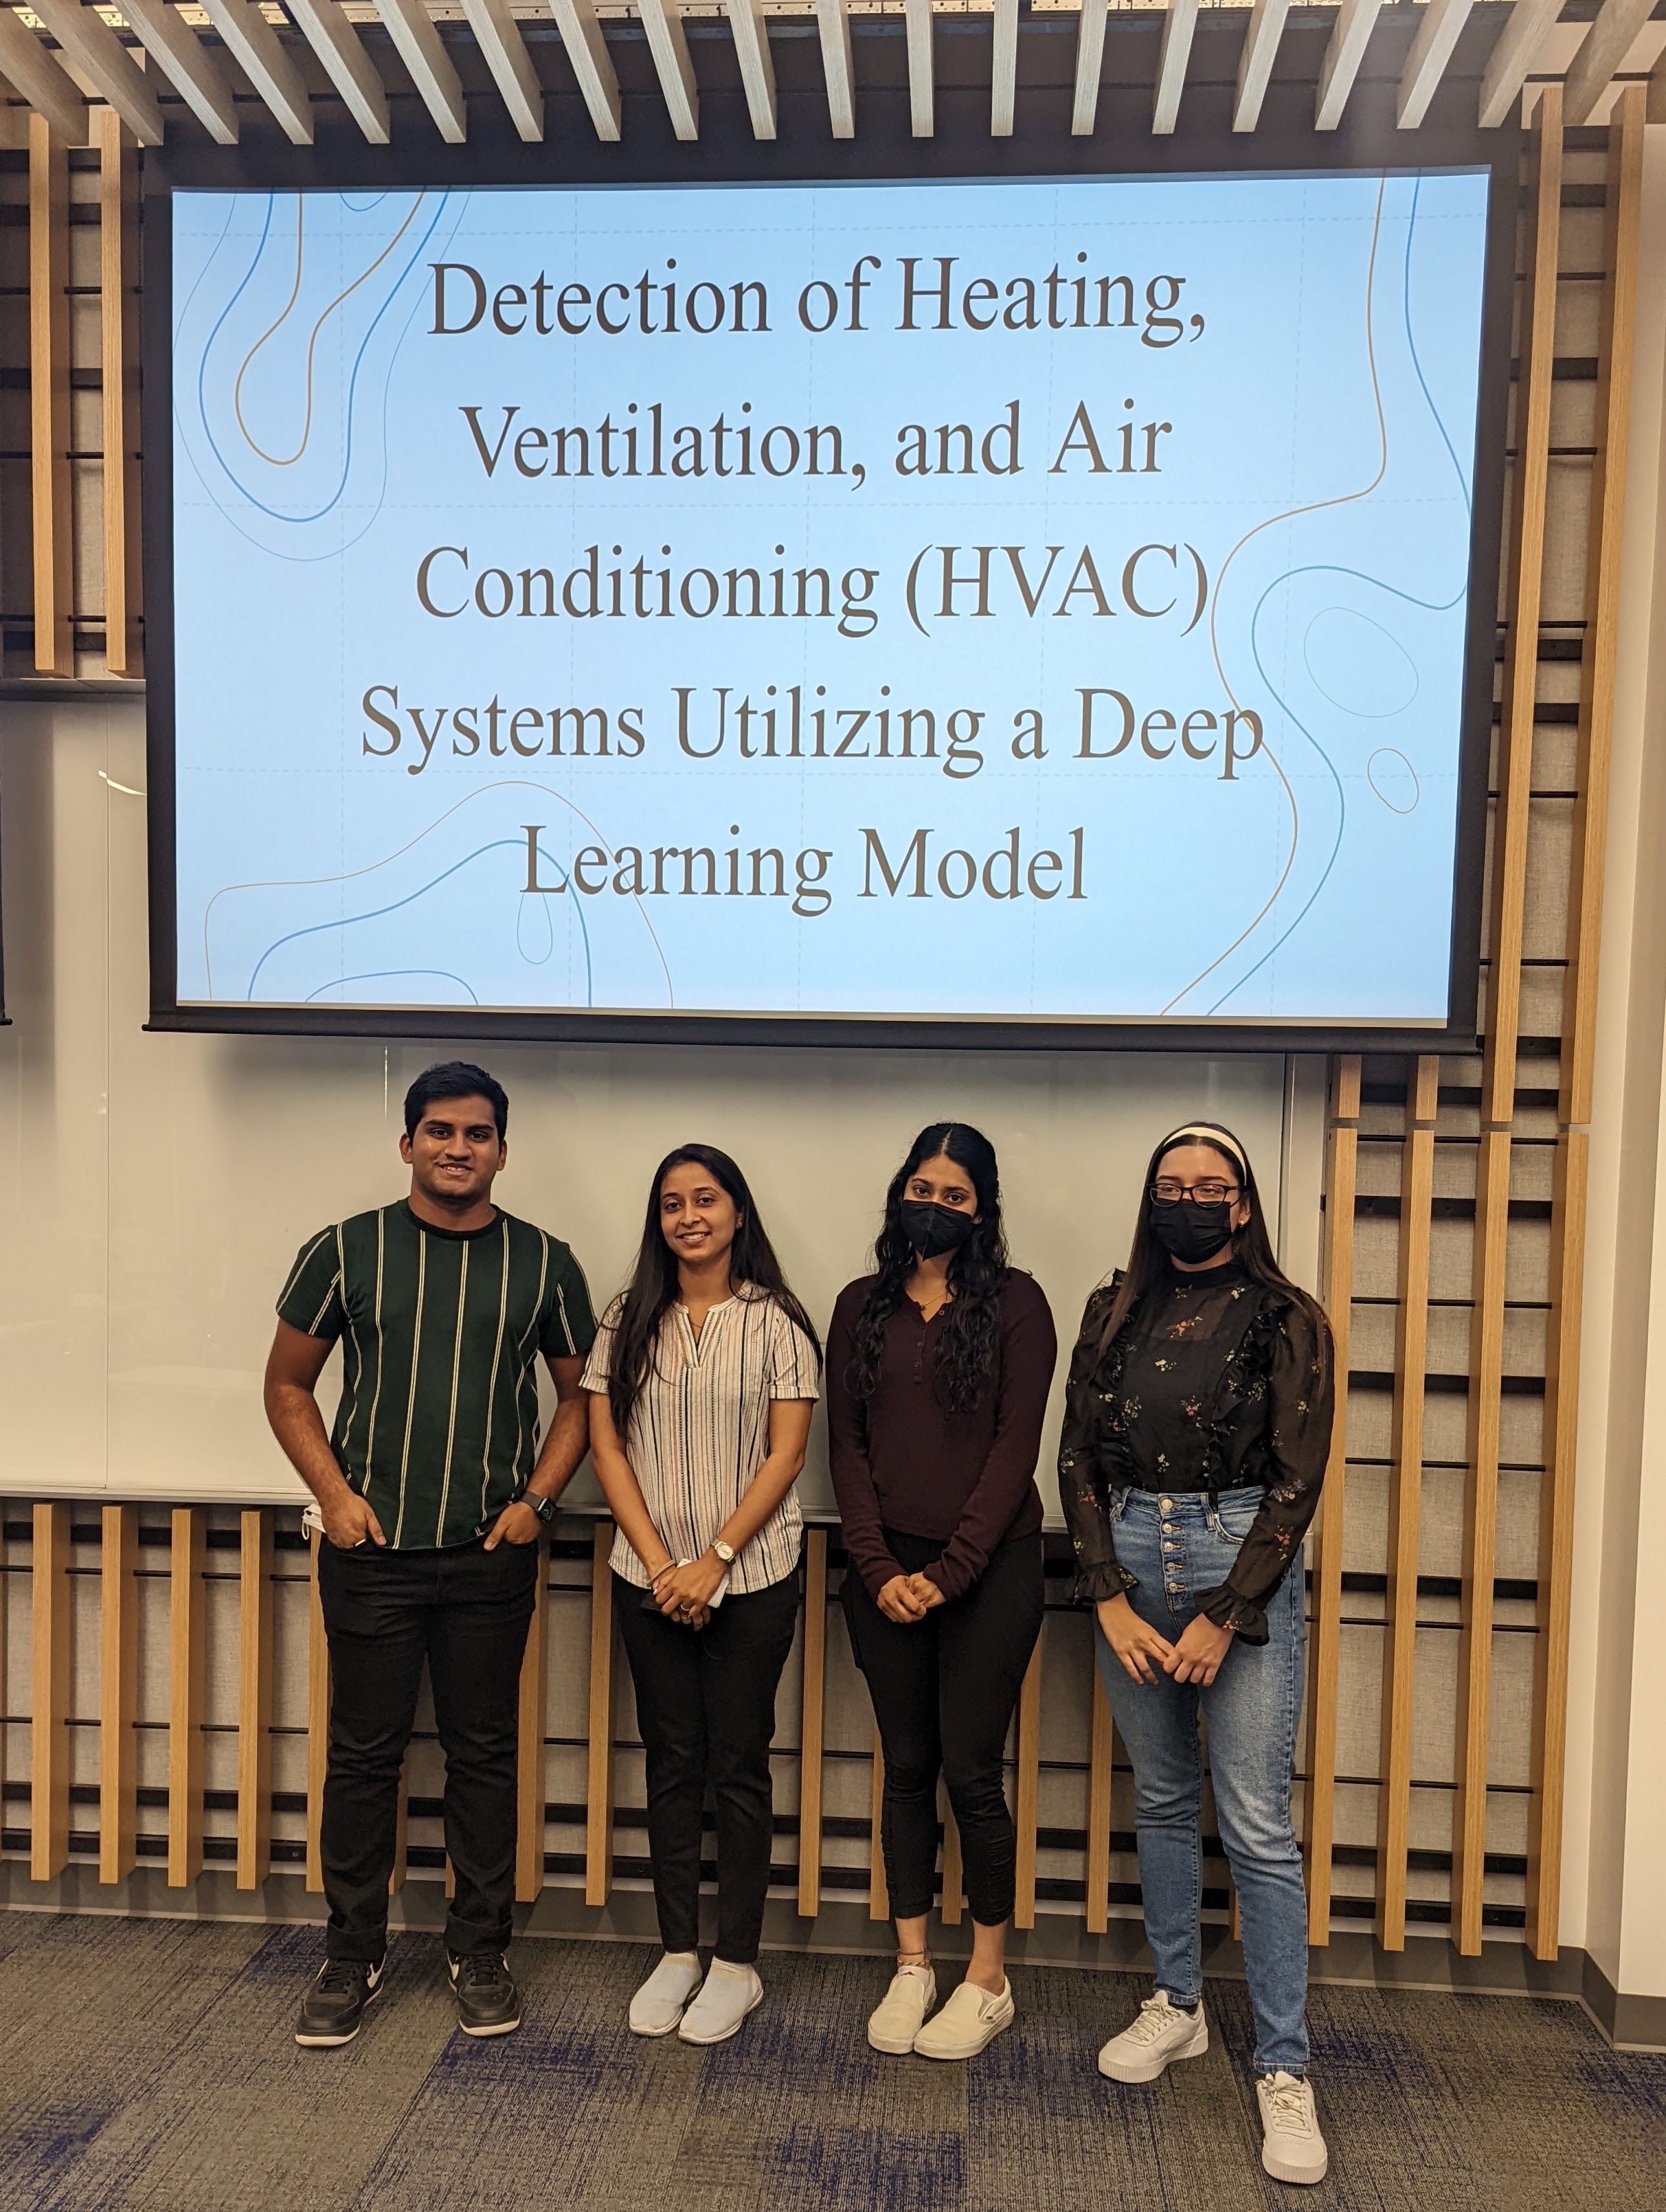 Detection of Heating,
Ventilation, and Air
Conditioning (HVAC)
Systems Utilizing a Deep
Learning Model